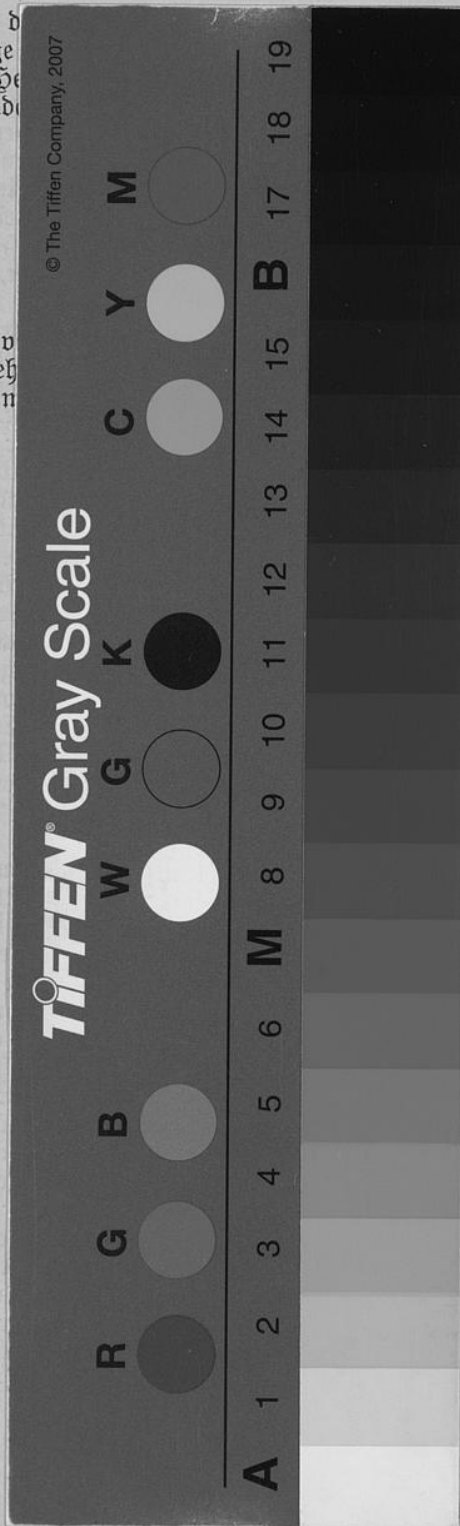 TIFFEN® Gray Scale
© The Tiffen Company, 2007
R G B W G K C Y M
A 1 2 3 4 5 6 M 8 9 10 11 12 13 14 15 B 17 18 19